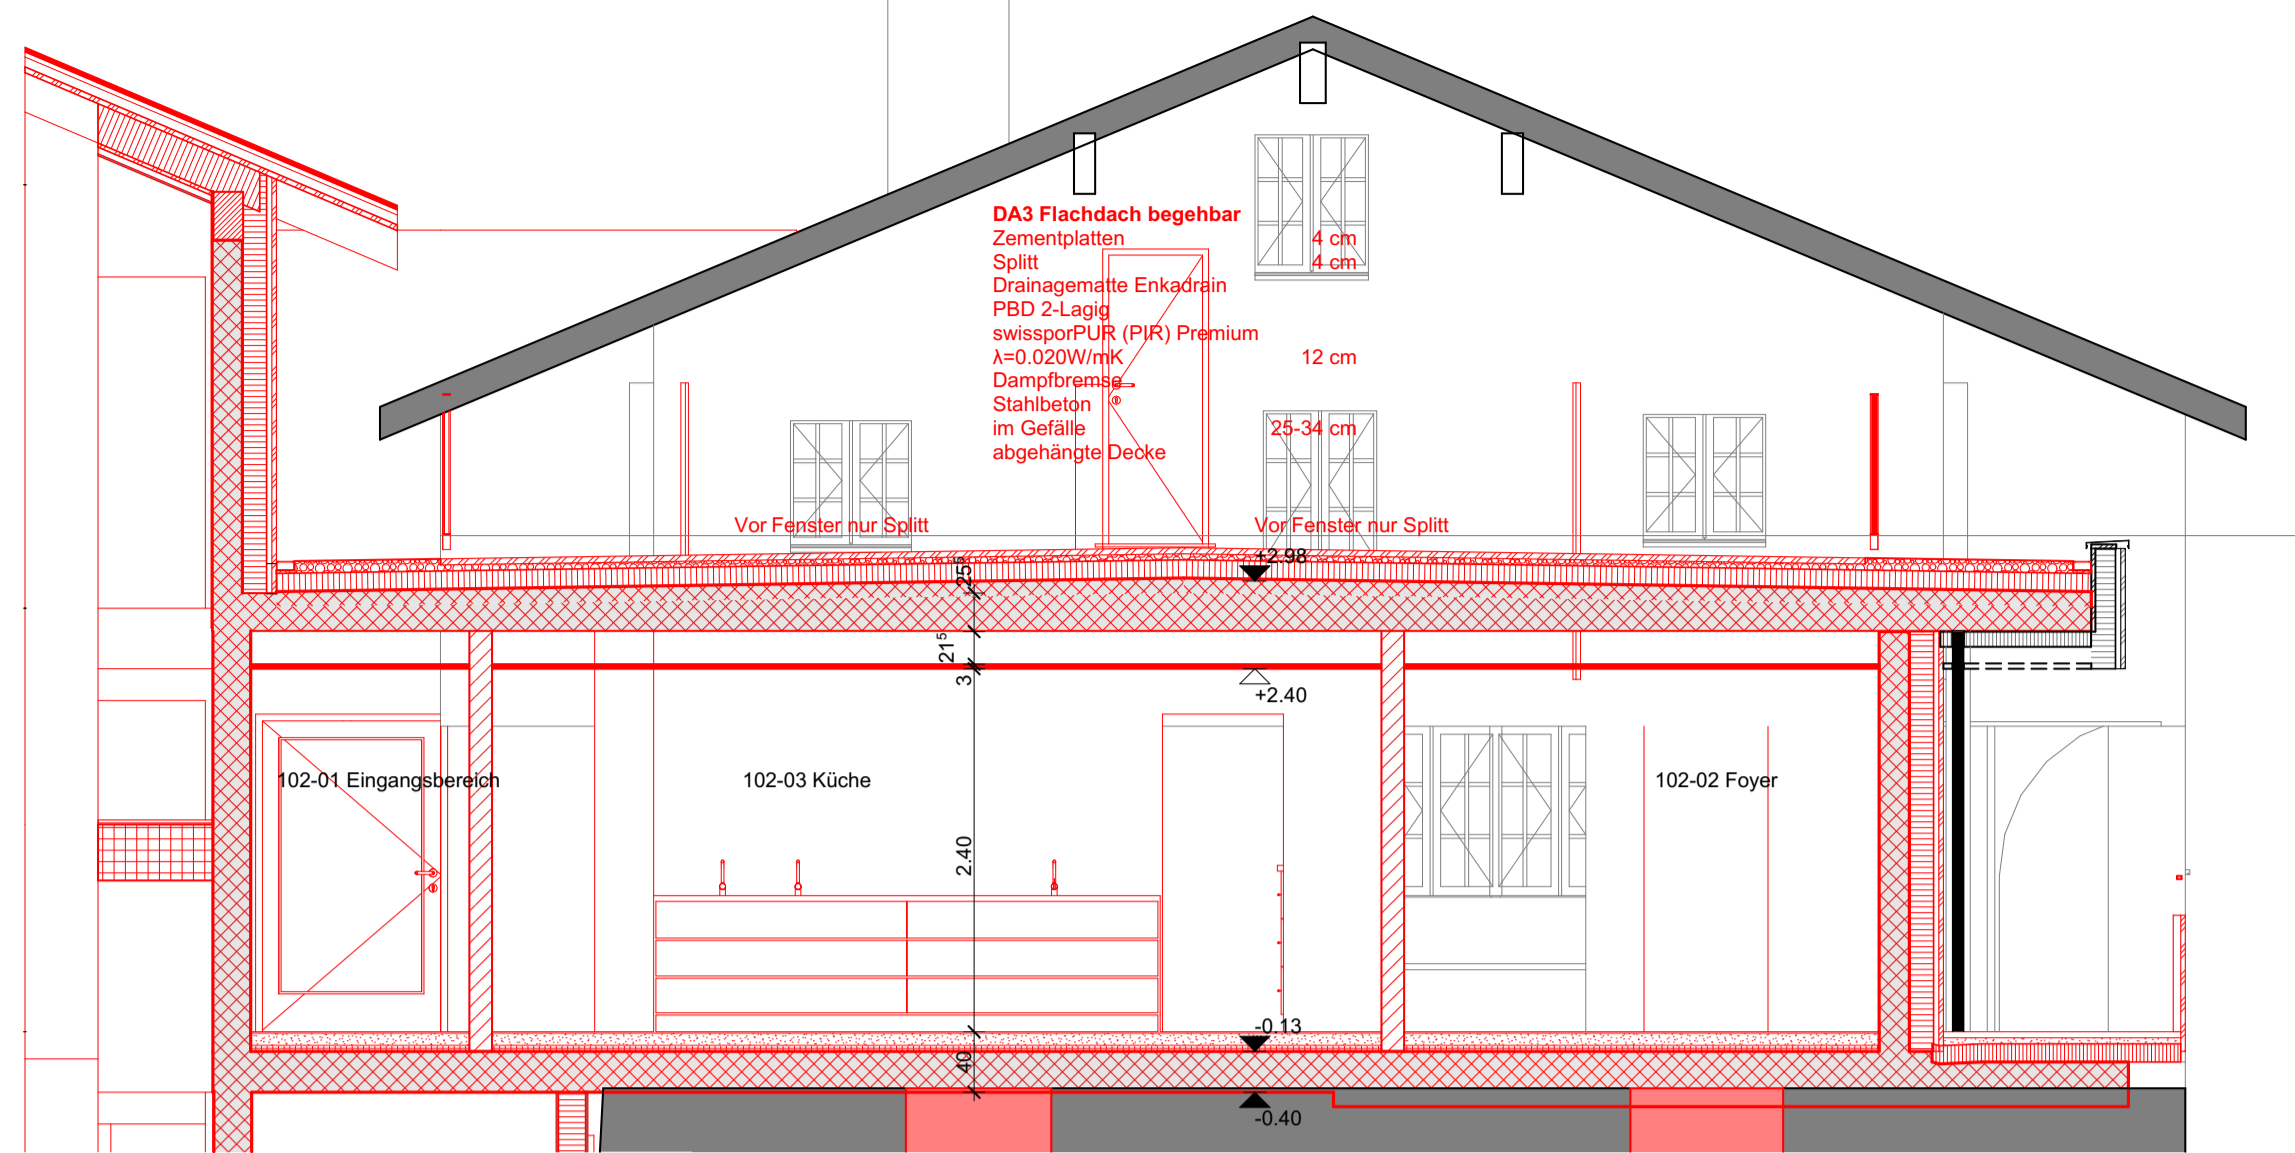 DA3 Flachdach begehbar
Zementplatten 4 cm
Splitt 4 cm
Drainagematte Enkadrain
PBD 2-Lagig
swissporPUR (PIR) Premium
λ=0.020W/mK 12 cm
Dampfbremse
Stahlbeton
im Gefälle 25-34 cm
abgehängte Decke
Vor Fenster nur Splitt
Vor Fenster nur Splitt
+2.98
25⁵
21⁵
3
+2.40
102-01 Eingangsbereich
102-03 Küche
102-02 Foyer
2.40
-0.13
40
-0.40